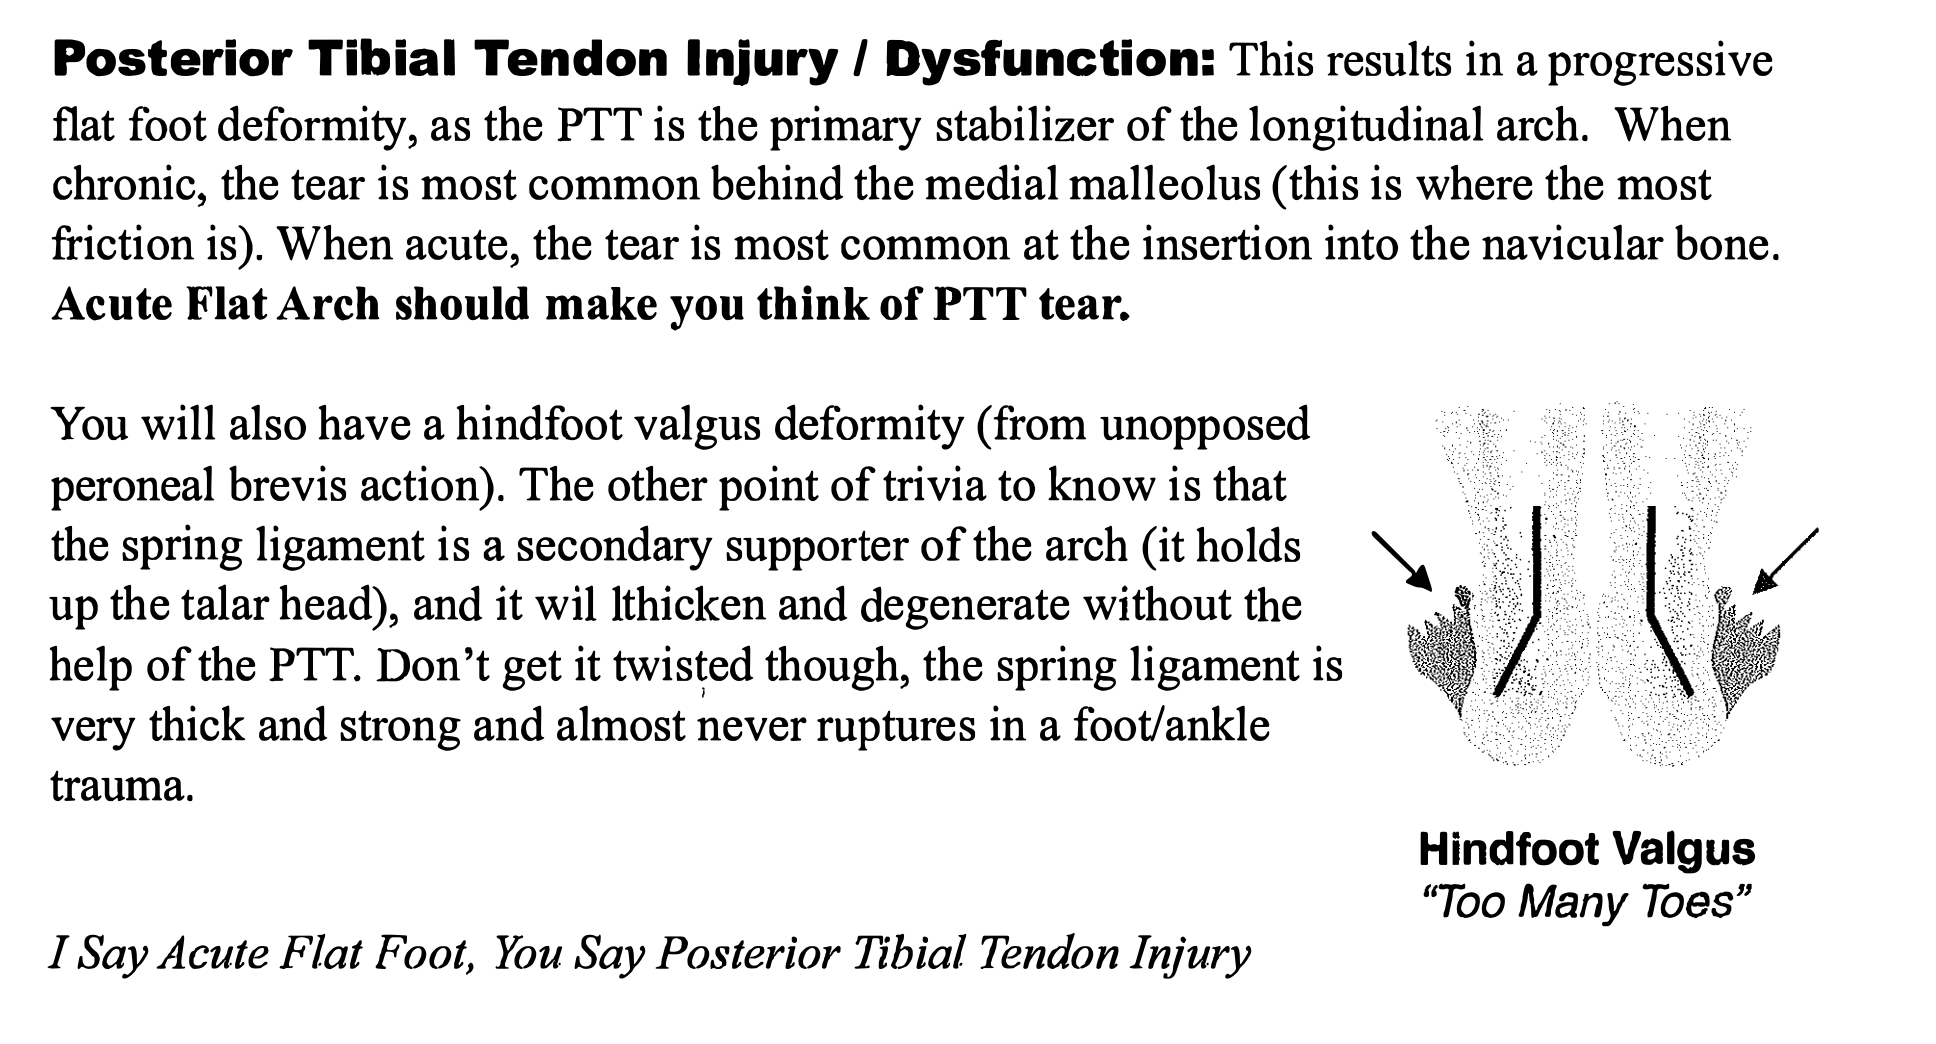 Posterior Tibial Tendon Injury / Dysfunction: This results in a progressive
flat foot deformity, as the PTT is the primary stabilizer of the longitudinal arch. When
chronic, the tear is most common behind the medial malleolus (this is where the most
friction is). When acute, the tear is most common at the insertion into the navicular bone.
Acute Flat Arch should make you think of PTT tear.
You will also have a hindfoot valgus deformity (from unopposed
peroneal brevis action). The other point of trivia to know is that
the spring ligament is a secondary supporter of the arch (it holds
up the talar head), and it wil lthicken and degenerate without the
help of the PTT. Don't get it twisted though, the spring ligament is
very thick and strong and almost never ruptures in a foot/ankle
trauma.
Hindfoot Valgus
"Too Many Toes"
I Say Acute Flat Foot, You Say Posterior Tibial Tendon Injury